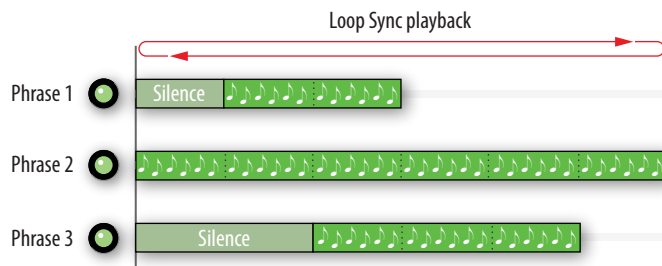 Loop Sync playback
Phrase 1
Silence
Phrase 2
Phrase 3
Silence